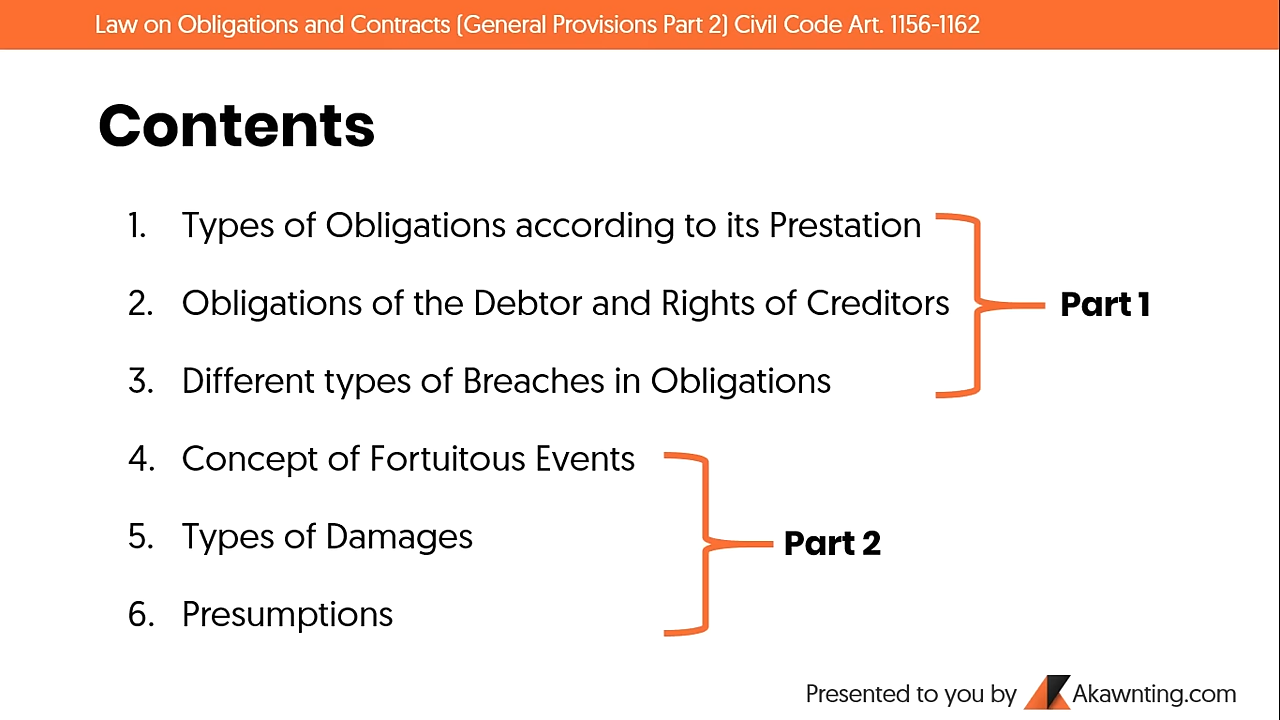 Law on Obligations and Contracts (General Provisions Part 2) Civil Code Art. 1156-1162
Contents
1. Types of Obligations according to its Prestation
2. Obligations of the Debtor and Rights of Creditors
3. Different types of Breaches in Obligations
Part 1
4. Concept of Fortuitous Events
5. Types of Damages
6. Presumptions
Part 2
Presented to you by Akawnting.com